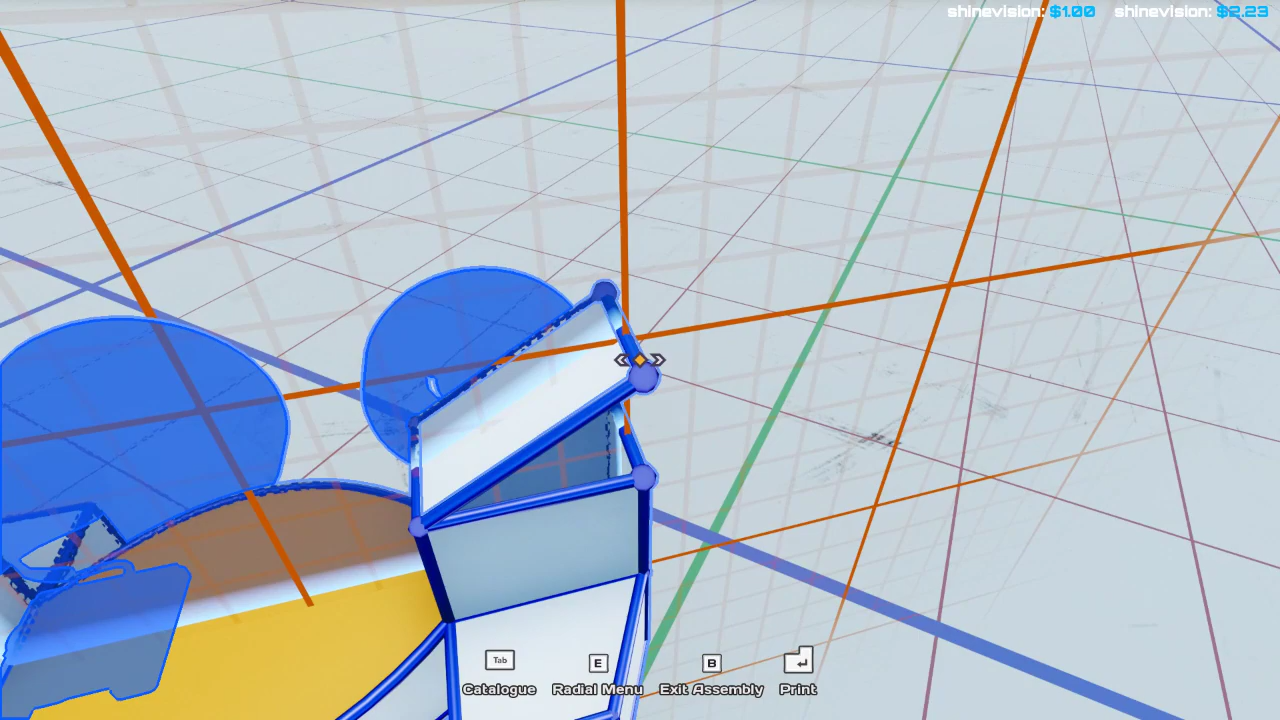 shinevision: $1.00 shinevision: $2.23
Tab E B
Catalogue Radial Menu Exit Assembly Print